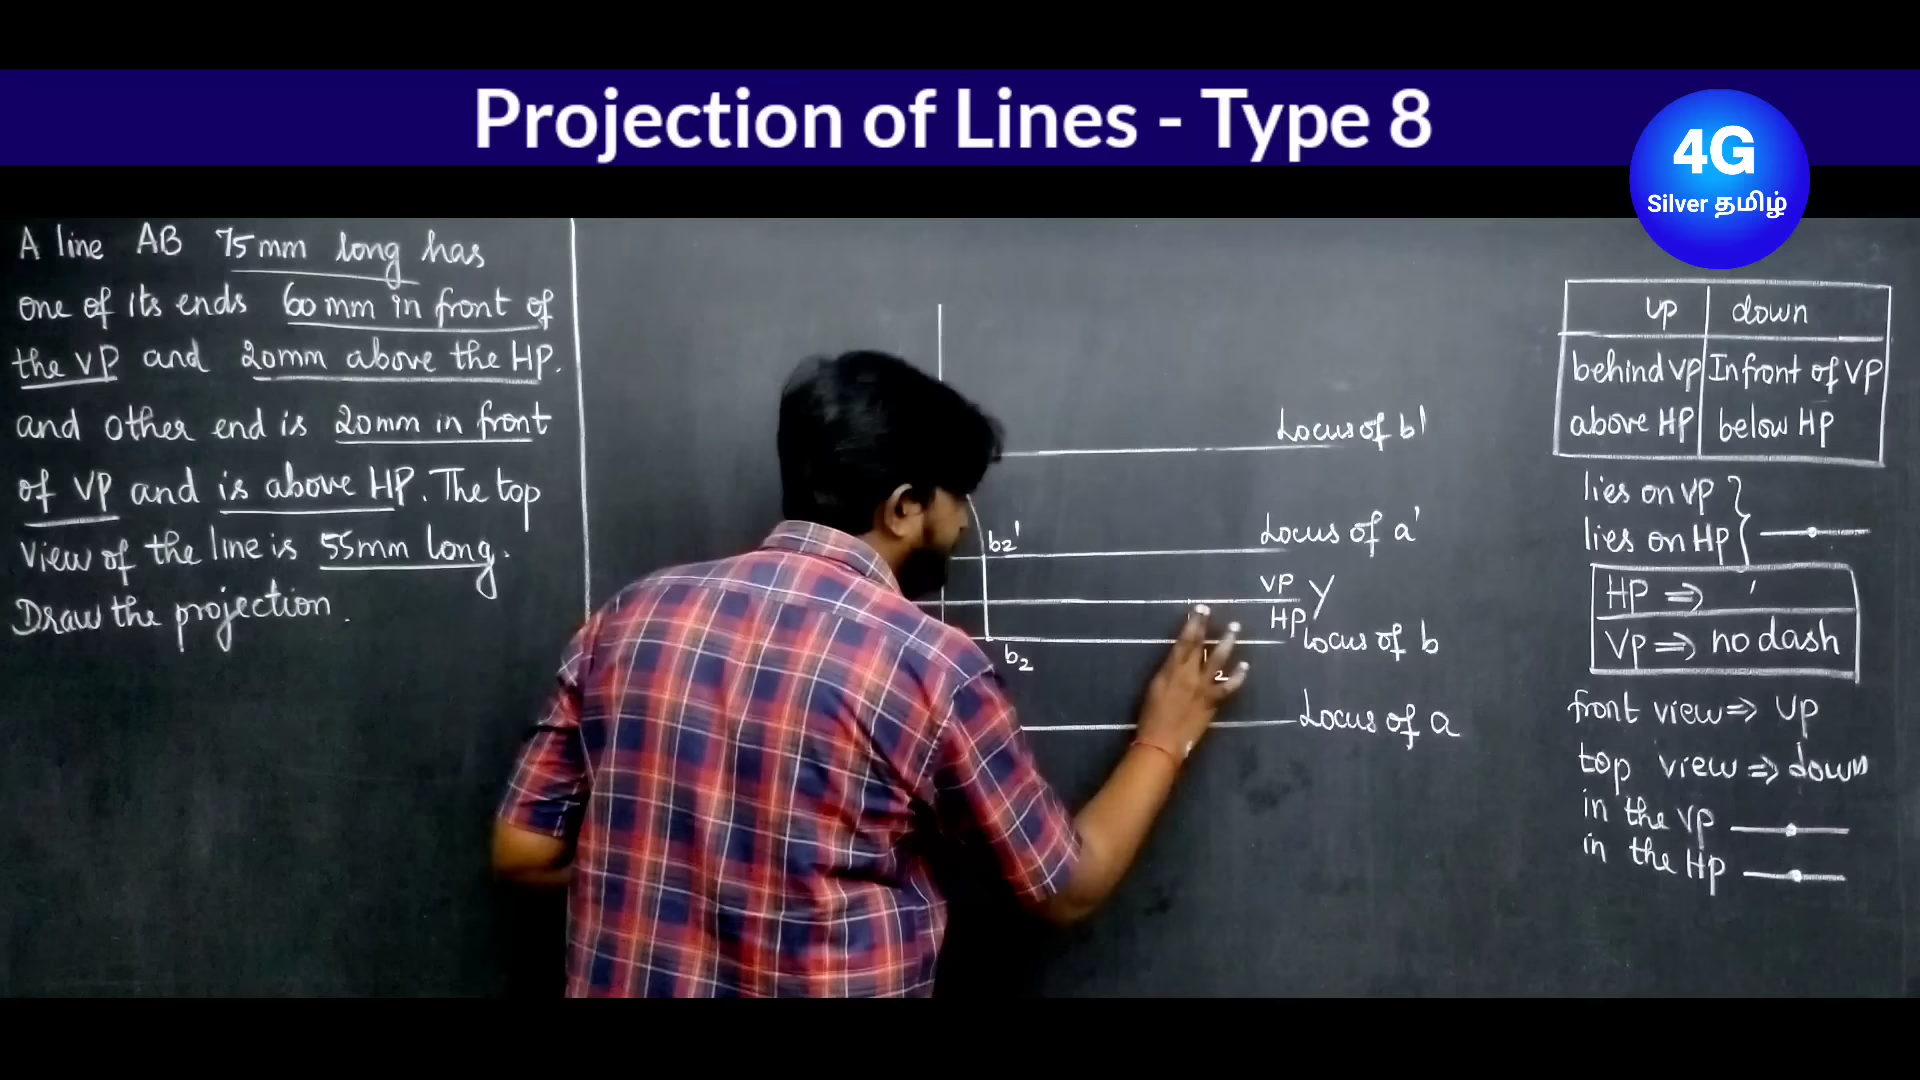 Projection of Lines - Type 8
4G
Silver தமிழ்
A line AB 75mm long has
one of its ends 60mm in front of
the VP and 20mm above the HP.
and other end is 20mm in front
of VP and is above HP. The top
view of the line is 55mm long.
Draw the projection.
Locus of b'
b2' Locus of a'
VP
HP Y
Locus of b
b2
1
2
Locus of a
up down
behind VP In front of VP
above HP below HP
lies on VP
lies on HP
HP ⇒ '
VP ⇒ no dash
front view ⇒ up
top view ⇒ down
in the VP
in the HP